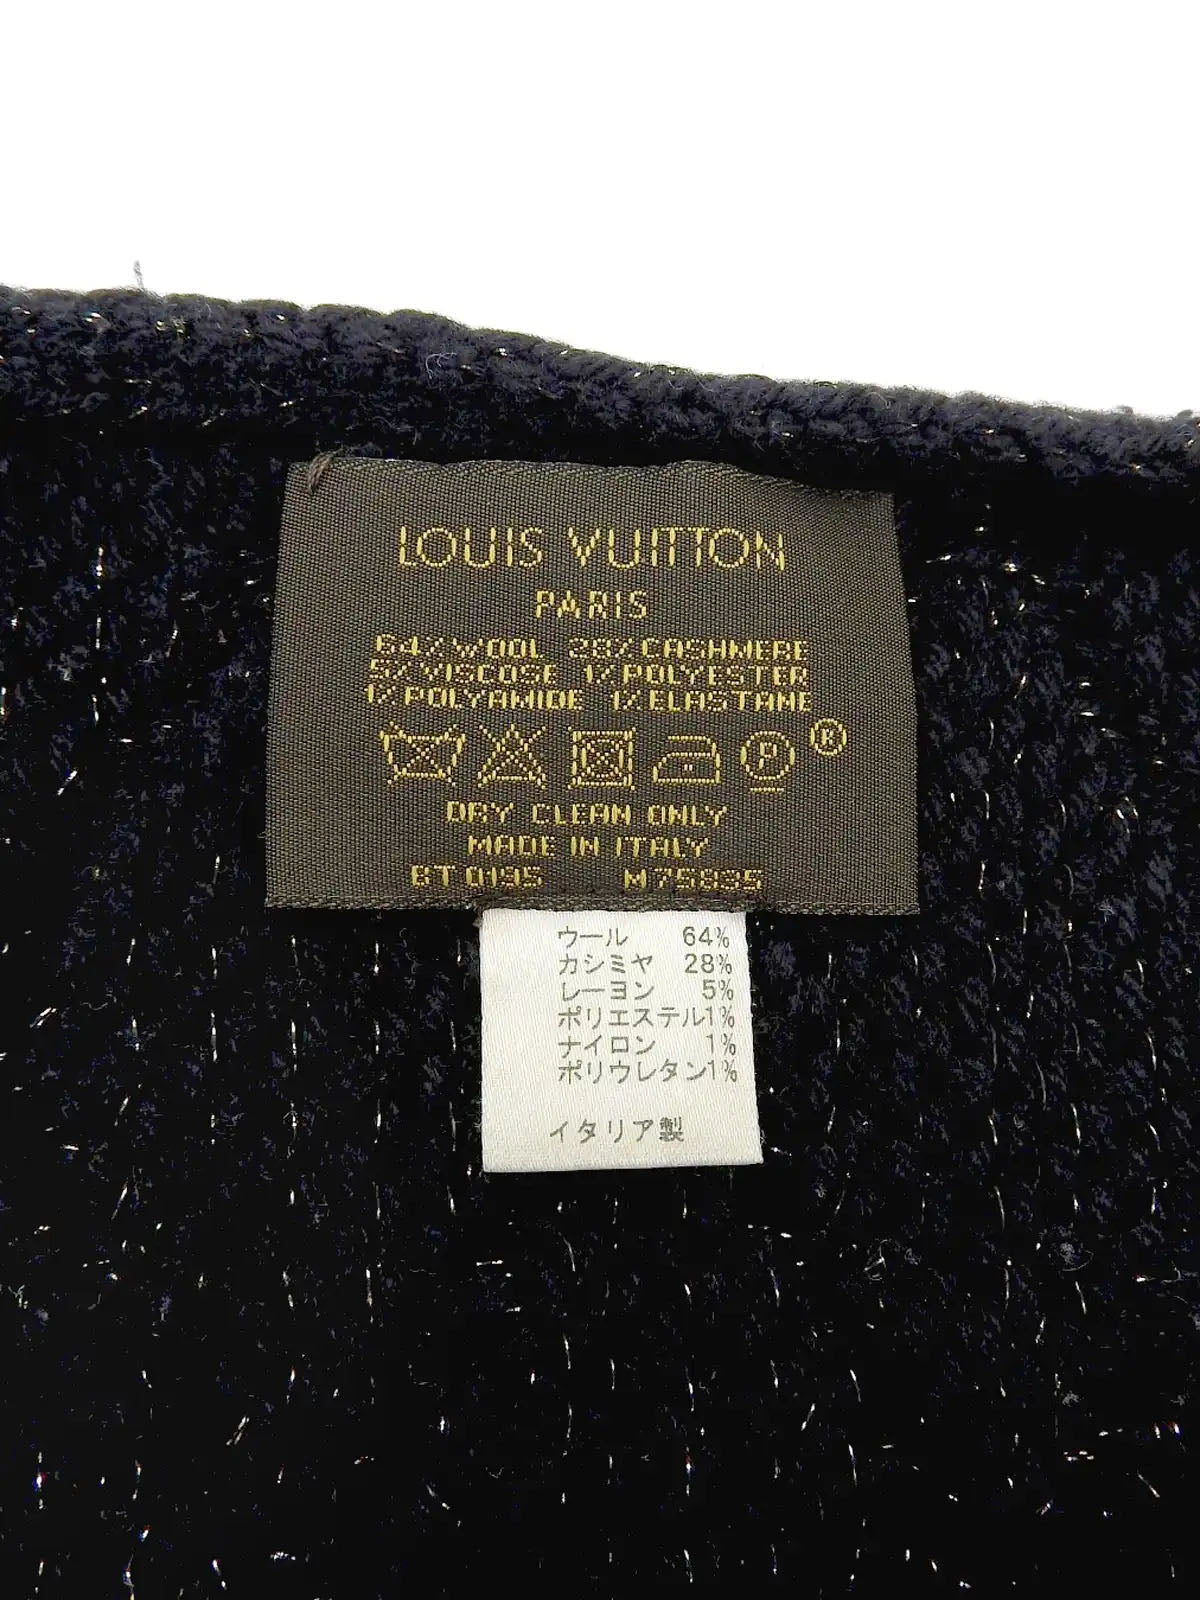 LOUIS VUITTON
PARIS
64% WOOL 28% CASHMERE
5% VISCOSE 1% POLYESTER
1% POLYAMIDE 1% ELASTANE
P ®
DRY CLEAN ONLY
MADE IN ITALY
BT0195
ウール 64%
カシミヤ 28%
レーヨン 5%
ポリエステル1%
ナイロン 1%
ポリウレタン1%
イタリア製